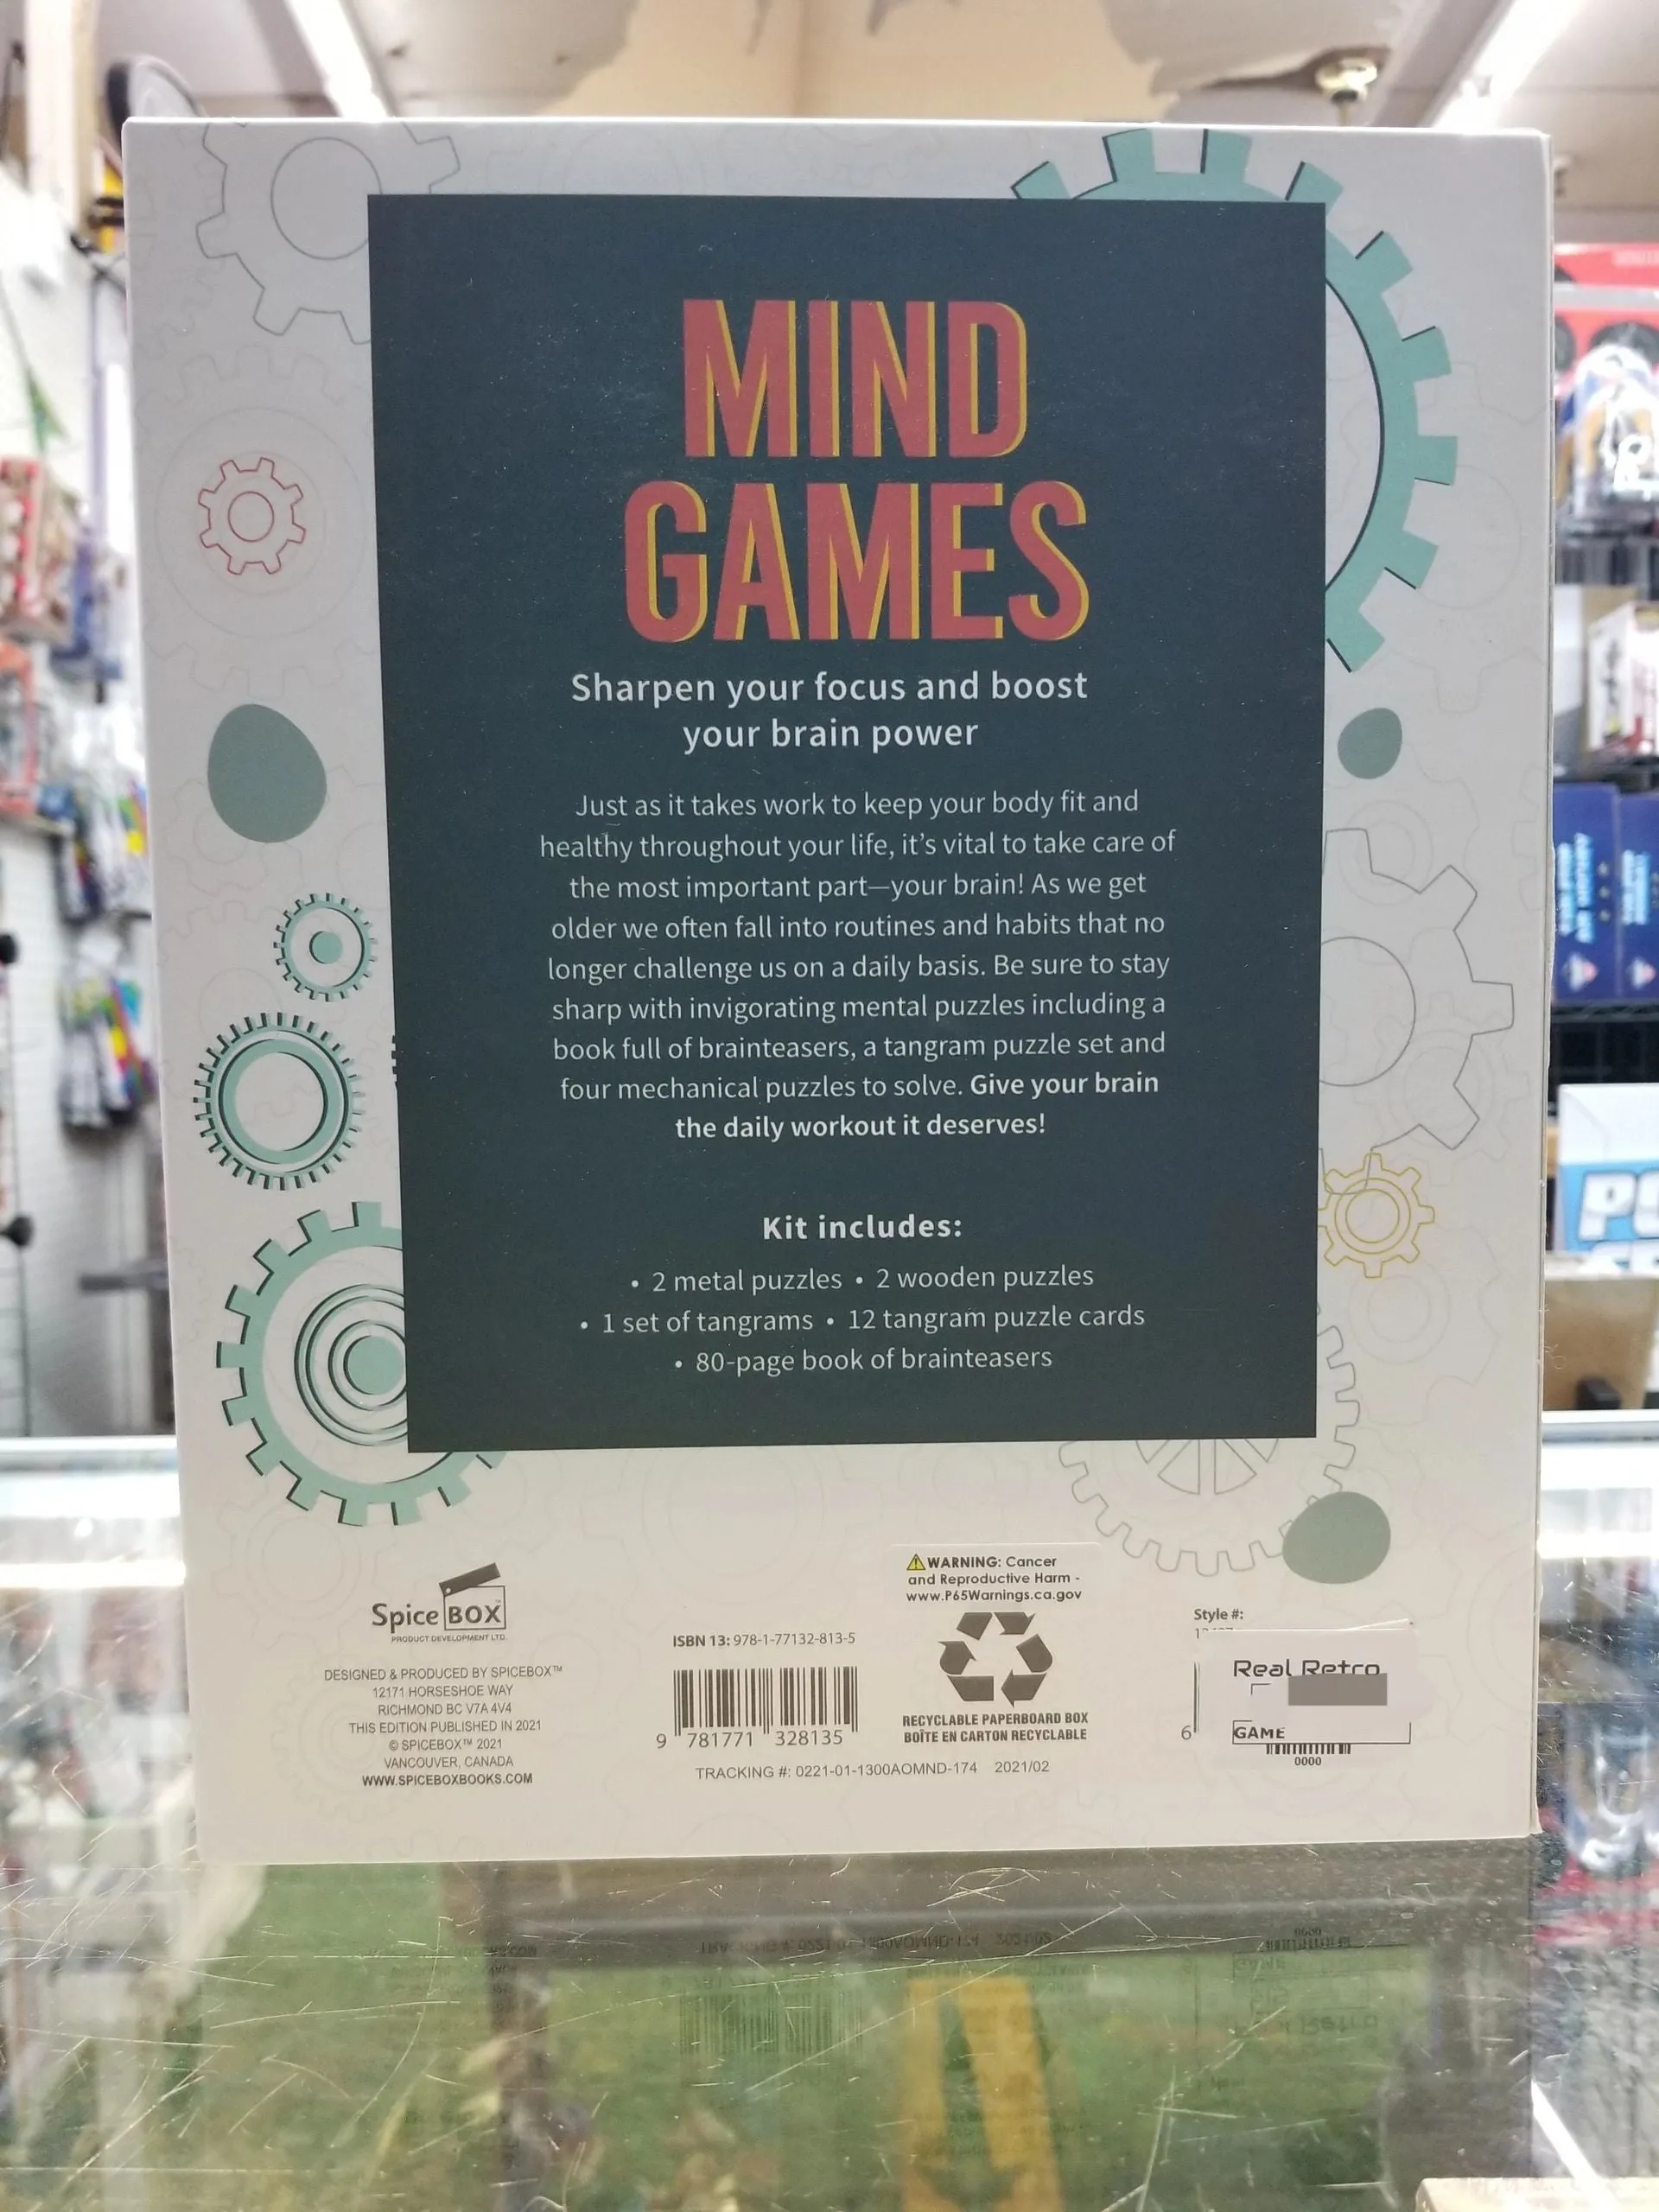 MIND
GAMES
Sharpen your focus and boost
your brain power
Just as it takes work to keep your body fit and
healthy throughout your life, it's vital to take care of
the most important part—your brain! As we get
older we often fall into routines and habits that no
longer challenge us on a daily basis. Be sure to stay
sharp with invigorating mental puzzles including a
book full of brainteasers, a tangram puzzle set and
four mechanical puzzles to solve. Give your brain
the daily workout it deserves!
Kit includes:
• 2 metal puzzles • 2 wooden puzzles
• 1 set of tangrams • 12 tangram puzzle cards
• 80-page book of brainteasers
Spice BOX™
PRODUCT DEVELOPMENT LTD.
DESIGNED & PRODUCED BY SPICEBOX™
12171 HORSESHOE WAY
RICHMOND BC V7A 4V4
THIS EDITION PUBLISHED IN 2021
© SPICEBOX™ 2021
VANCOUVER, CANADA
WWW.SPICEBOXBOOKS.COM
ISBN 13: 978-1-77132-813-5
9 781771 328135
TRACKING #: 0221-01-1300AOMND-174 2021/02
WARNING: Cancer
and Reproductive Harm -
www.P65Warnings.ca.gov
RECYCLABLE PAPERBOARD BOX
BOÎTE EN CARTON RECYCLABLE
Style #:
Real Retro
6
GAME
0000